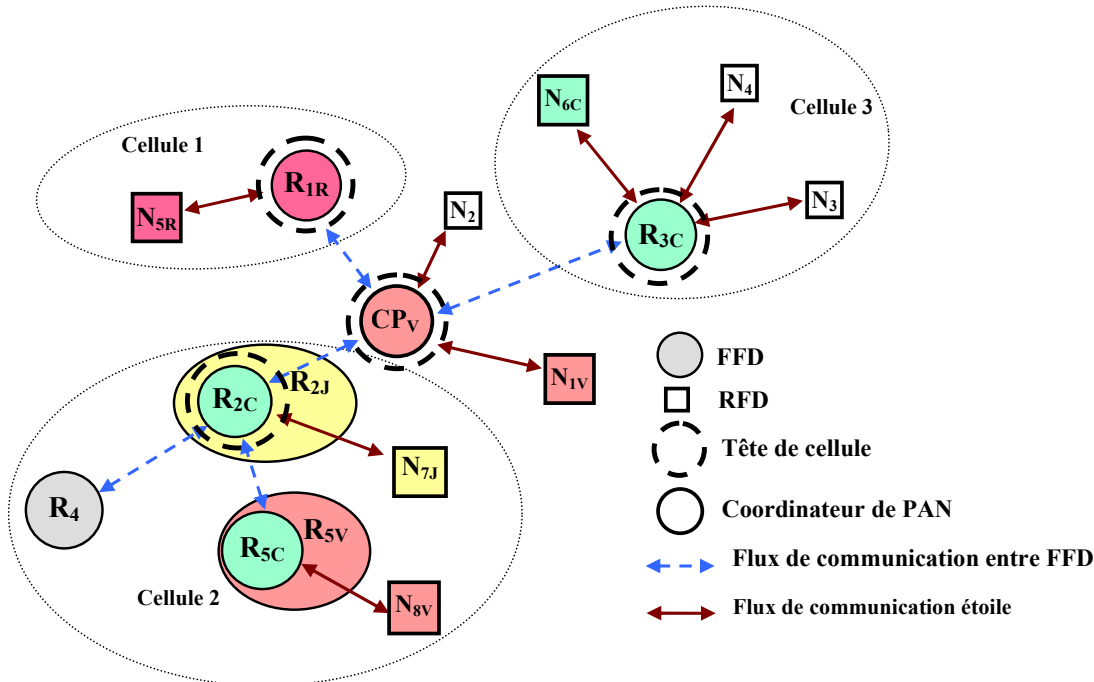 N4
N6C
Cellule 3
Cellule 1
R1R
N5R
N2
N3
R3C
CPV
N1V
R2J
R2C
N7J
R4
R5V
R5C
Cellule 2
N8V
FFD
RFD
Tête de cellule
Coordinateur de PAN
Flux de communication entre FFD
Flux de communication étoile